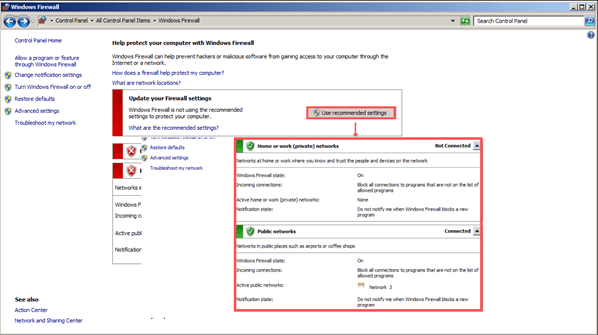 Windows Firewall
Control Panel
All Control Panel Items
Windows Firewall
Search Control Panel
Control Panel Home
Allow a program or feature
through Windows Firewall
Change notification settings
Turn Windows Firewall on or off
Restore defaults
Advanced settings
Troubleshoot my network
Help protect your computer with Windows Firewall
Windows Firewall can help prevent hackers or malicious software from gaining access to your computer through the
Internet or a network.
How does a firewall help protect my computer?
What are network locations?
Update your Firewall settings
Windows Firewall is not using the recommended
settings to protect your computer.
What are the recommended settings?
Use recommended settings
Turn Windows Firewall on or off
Restore defaults
Advanced settings
Troubleshoot my network
Networks in
Windows F
Incoming co
Active publ
Notification
Home or work (private) networks
Not Connected
Networks at home or work where you know and trust the people and devices on the network
Windows Firewall state:
On
Incoming connections:
Block all connections to programs that are not on the list of
allowed programs
Active home or work (private) networks:
None
Notification state:
Do not notify me when Windows Firewall blocks a new
program
Public networks
Connected
Networks in public places such as airports or coffee shops
Windows Firewall state:
On
Incoming connections:
Block all connections to programs that are not on the list of
allowed programs
Active public networks:
Network 3
Notification state:
Do not notify me when Windows Firewall blocks a new
program
See also
Action Center
Network and Sharing Center